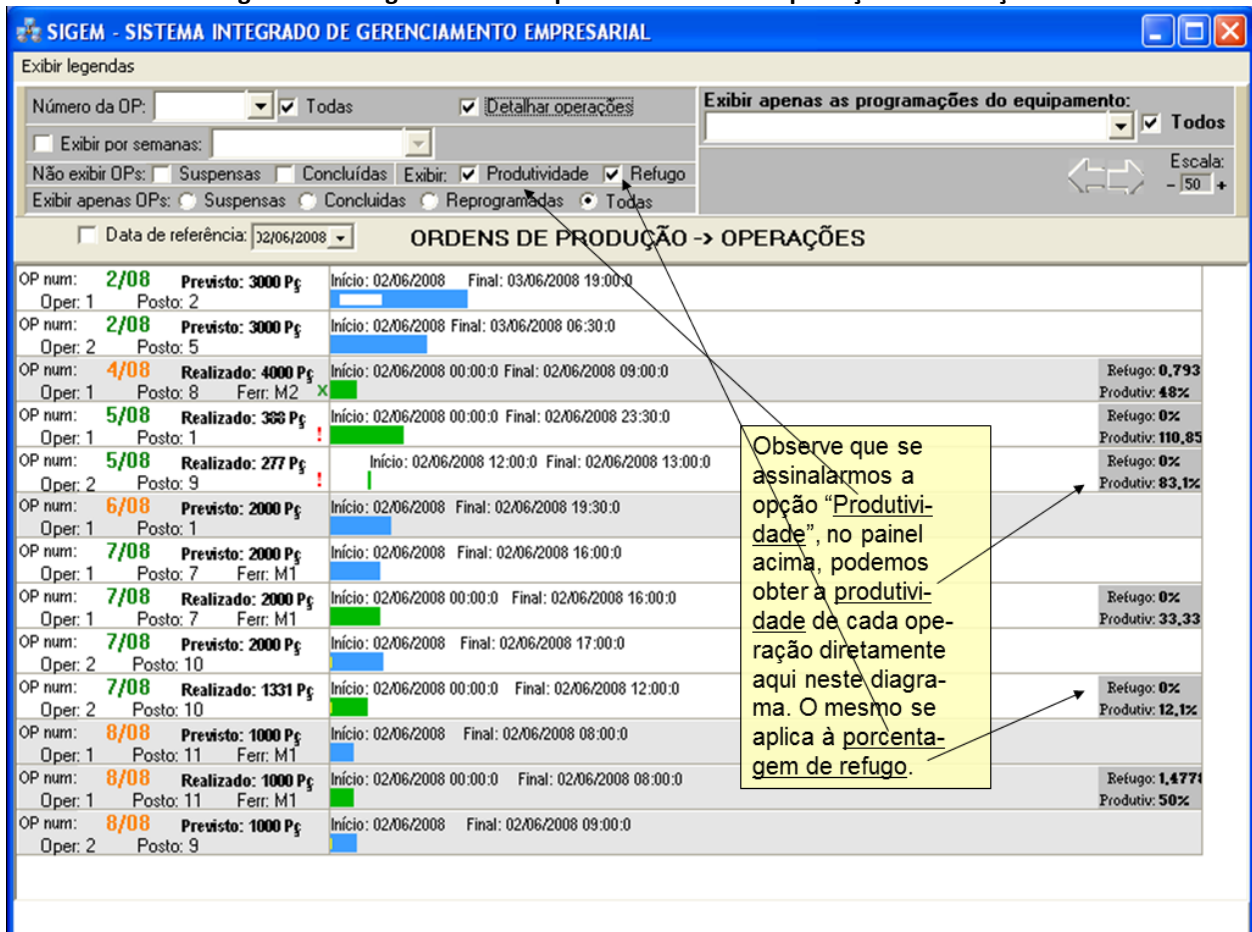 SIGEM - SISTEMA INTEGRADO DE GERENCIAMENTO EMPRESARIAL
Exibir legendas
Número da OP: Todas Detalhar operações
Exibir por semanas:
Não exibir OPs: Suspensas Concluídas Exibir: Produtividade Refugo
Exibir apenas OPs: Suspensas Concluidas Reprogramadas Todas
Exibir apenas as programações do equipamento:
Todos
Escala:
- 50 +
Data de referência: 02/06/2008 ORDENS DE PRODUÇÃO -> OPERAÇÕES
OP num: 2/08 Previsto: 3000 Pç Início: 02/06/2008 Final: 03/06/2008 19:00:0
Oper: 1 Posto: 2
OP num: 2/08 Previsto: 3000 Pç Início: 02/06/2008 Final: 03/06/2008 06:30:0
Oper: 2 Posto: 5
OP num: 4/08 Realizado: 4000 Pç Início: 02/06/2008 00:00:0 Final: 02/06/2008 09:00:0 Refugo: 0,793
Oper: 1 Posto: 8 Ferr: M2 X Produtiv: 48%
OP num: 5/08 Realizado: 388 Pç Início: 02/06/2008 00:00:0 Final: 02/06/2008 23:30:0 Refugo: 0%
Oper: 1 Posto: 1 ! Produtiv: 110,85
OP num: 5/08 Realizado: 277 Pç Início: 02/06/2008 12:00:0 Final: 02/06/2008 13:00:0 Refugo: 0%
Oper: 2 Posto: 9 ! Produtiv: 83,1%
OP num: 6/08 Previsto: 2000 Pç Início: 02/06/2008 Final: 02/06/2008 19:30:0
Oper: 1 Posto: 1
OP num: 7/08 Previsto: 2000 Pç Início: 02/06/2008 Final: 02/06/2008 16:00:0
Oper: 1 Posto: 7 Ferr: M1
OP num: 7/08 Realizado: 2000 Pç Início: 02/06/2008 00:00:0 Final: 02/06/2008 16:00:0 Refugo: 0%
Oper: 1 Posto: 7 Ferr: M1 Produtiv: 33,33
OP num: 7/08 Previsto: 2000 Pç Início: 02/06/2008 Final: 02/06/2008 17:00:0
Oper: 2 Posto: 10
OP num: 7/08 Realizado: 1331 Pç Início: 02/06/2008 00:00:0 Final: 02/06/2008 12:00:0 Refugo: 0%
Oper: 2 Posto: 10 Produtiv: 12,1%
OP num: 8/08 Previsto: 1000 Pç Início: 02/06/2008 Final: 02/06/2008 08:00:0
Oper: 1 Posto: 11 Ferr: M1
OP num: 8/08 Realizado: 1000 Pç Início: 02/06/2008 00:00:0 Final: 02/06/2008 08:00:0 Refugo: 1,4778
Oper: 1 Posto: 11 Ferr: M1 Produtiv: 50%
OP num: 8/08 Previsto: 1000 Pç Início: 02/06/2008 Final: 02/06/2008 09:00:0
Oper: 2 Posto: 9
Observe que se
assinalarmos a
opção “Produtivi-
dade”, no painel
acima, podemos
obter a produtivi-
dade de cada ope-
ração diretamente
aqui neste diagra-
ma. O mesmo se
aplica à porcenta-
gem de refugo.